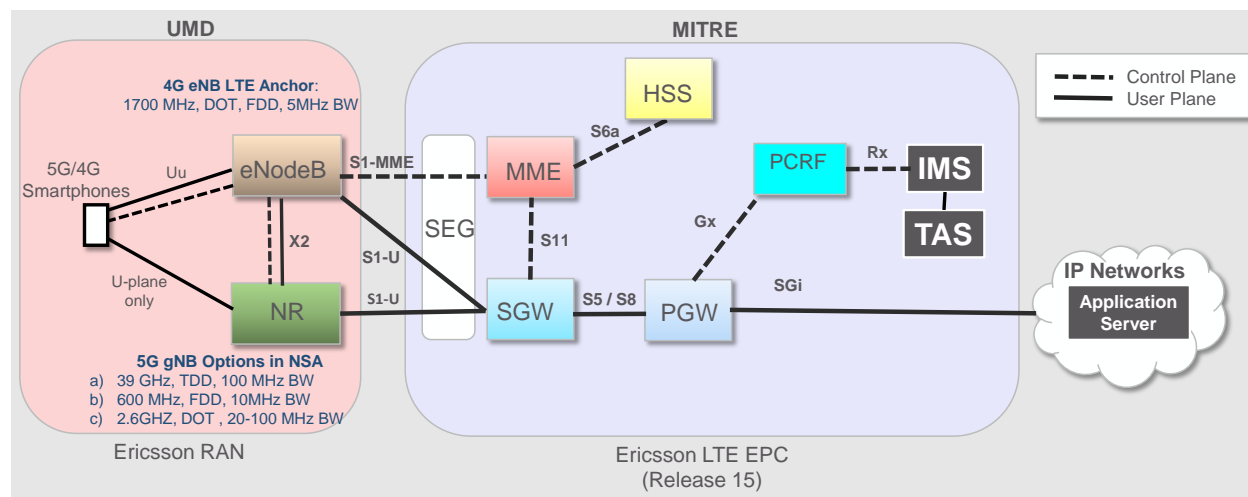 UMD
MITRE
4G eNB LTE Anchor:
1700 MHz, DOT, FDD, 5MHz BW
HSS
Control Plane
User Plane
S6a
5G/4G
Smartphones
Uu
eNodeB
S1-MME
MME
PCRF
Rx
IMS
TAS
SEG
Gx
X2
S11
S1-U
U-plane
only
NR
S1-U
SGW
S5 / S8
PGW
SGi
IP Networks
Application
Server
5G gNB Options in NSA
a) 39 GHz, TDD, 100 MHz BW
b) 600 MHz, FDD, 10MHz BW
c) 2.6GHZ, DOT , 20-100 MHz BW
Ericsson RAN
Ericsson LTE EPC
(Release 15)